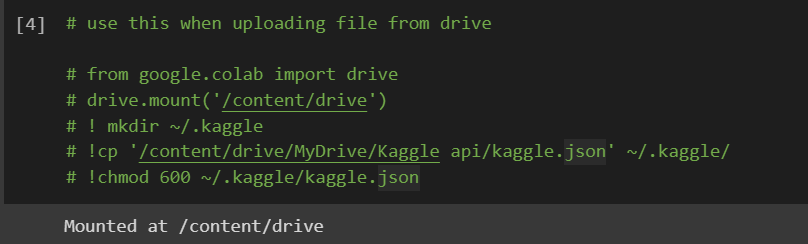 [4] # use this when uploading file from drive
# from google.colab import drive
# drive.mount('/content/drive')
# ! mkdir ~/.kaggle
# !cp '/content/drive/MyDrive/Kaggle api/kaggle.json' ~/.kaggle/
# !chmod 600 ~/.kaggle/kaggle.json
Mounted at /content/drive